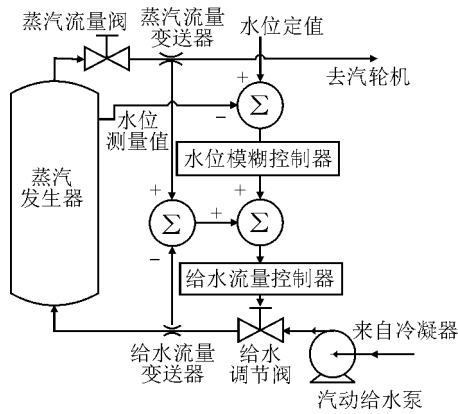 蒸汽流量阀
蒸汽流量
变送器
水位定值
去汽轮机
+
Σ
−
水位
测量值
水位模糊控制器
蒸汽
发生器
+
+
Σ
+
Σ
−
给水流量控制器
给水流量
变送器
给水
调节阀
来自冷凝器
汽动给水泵